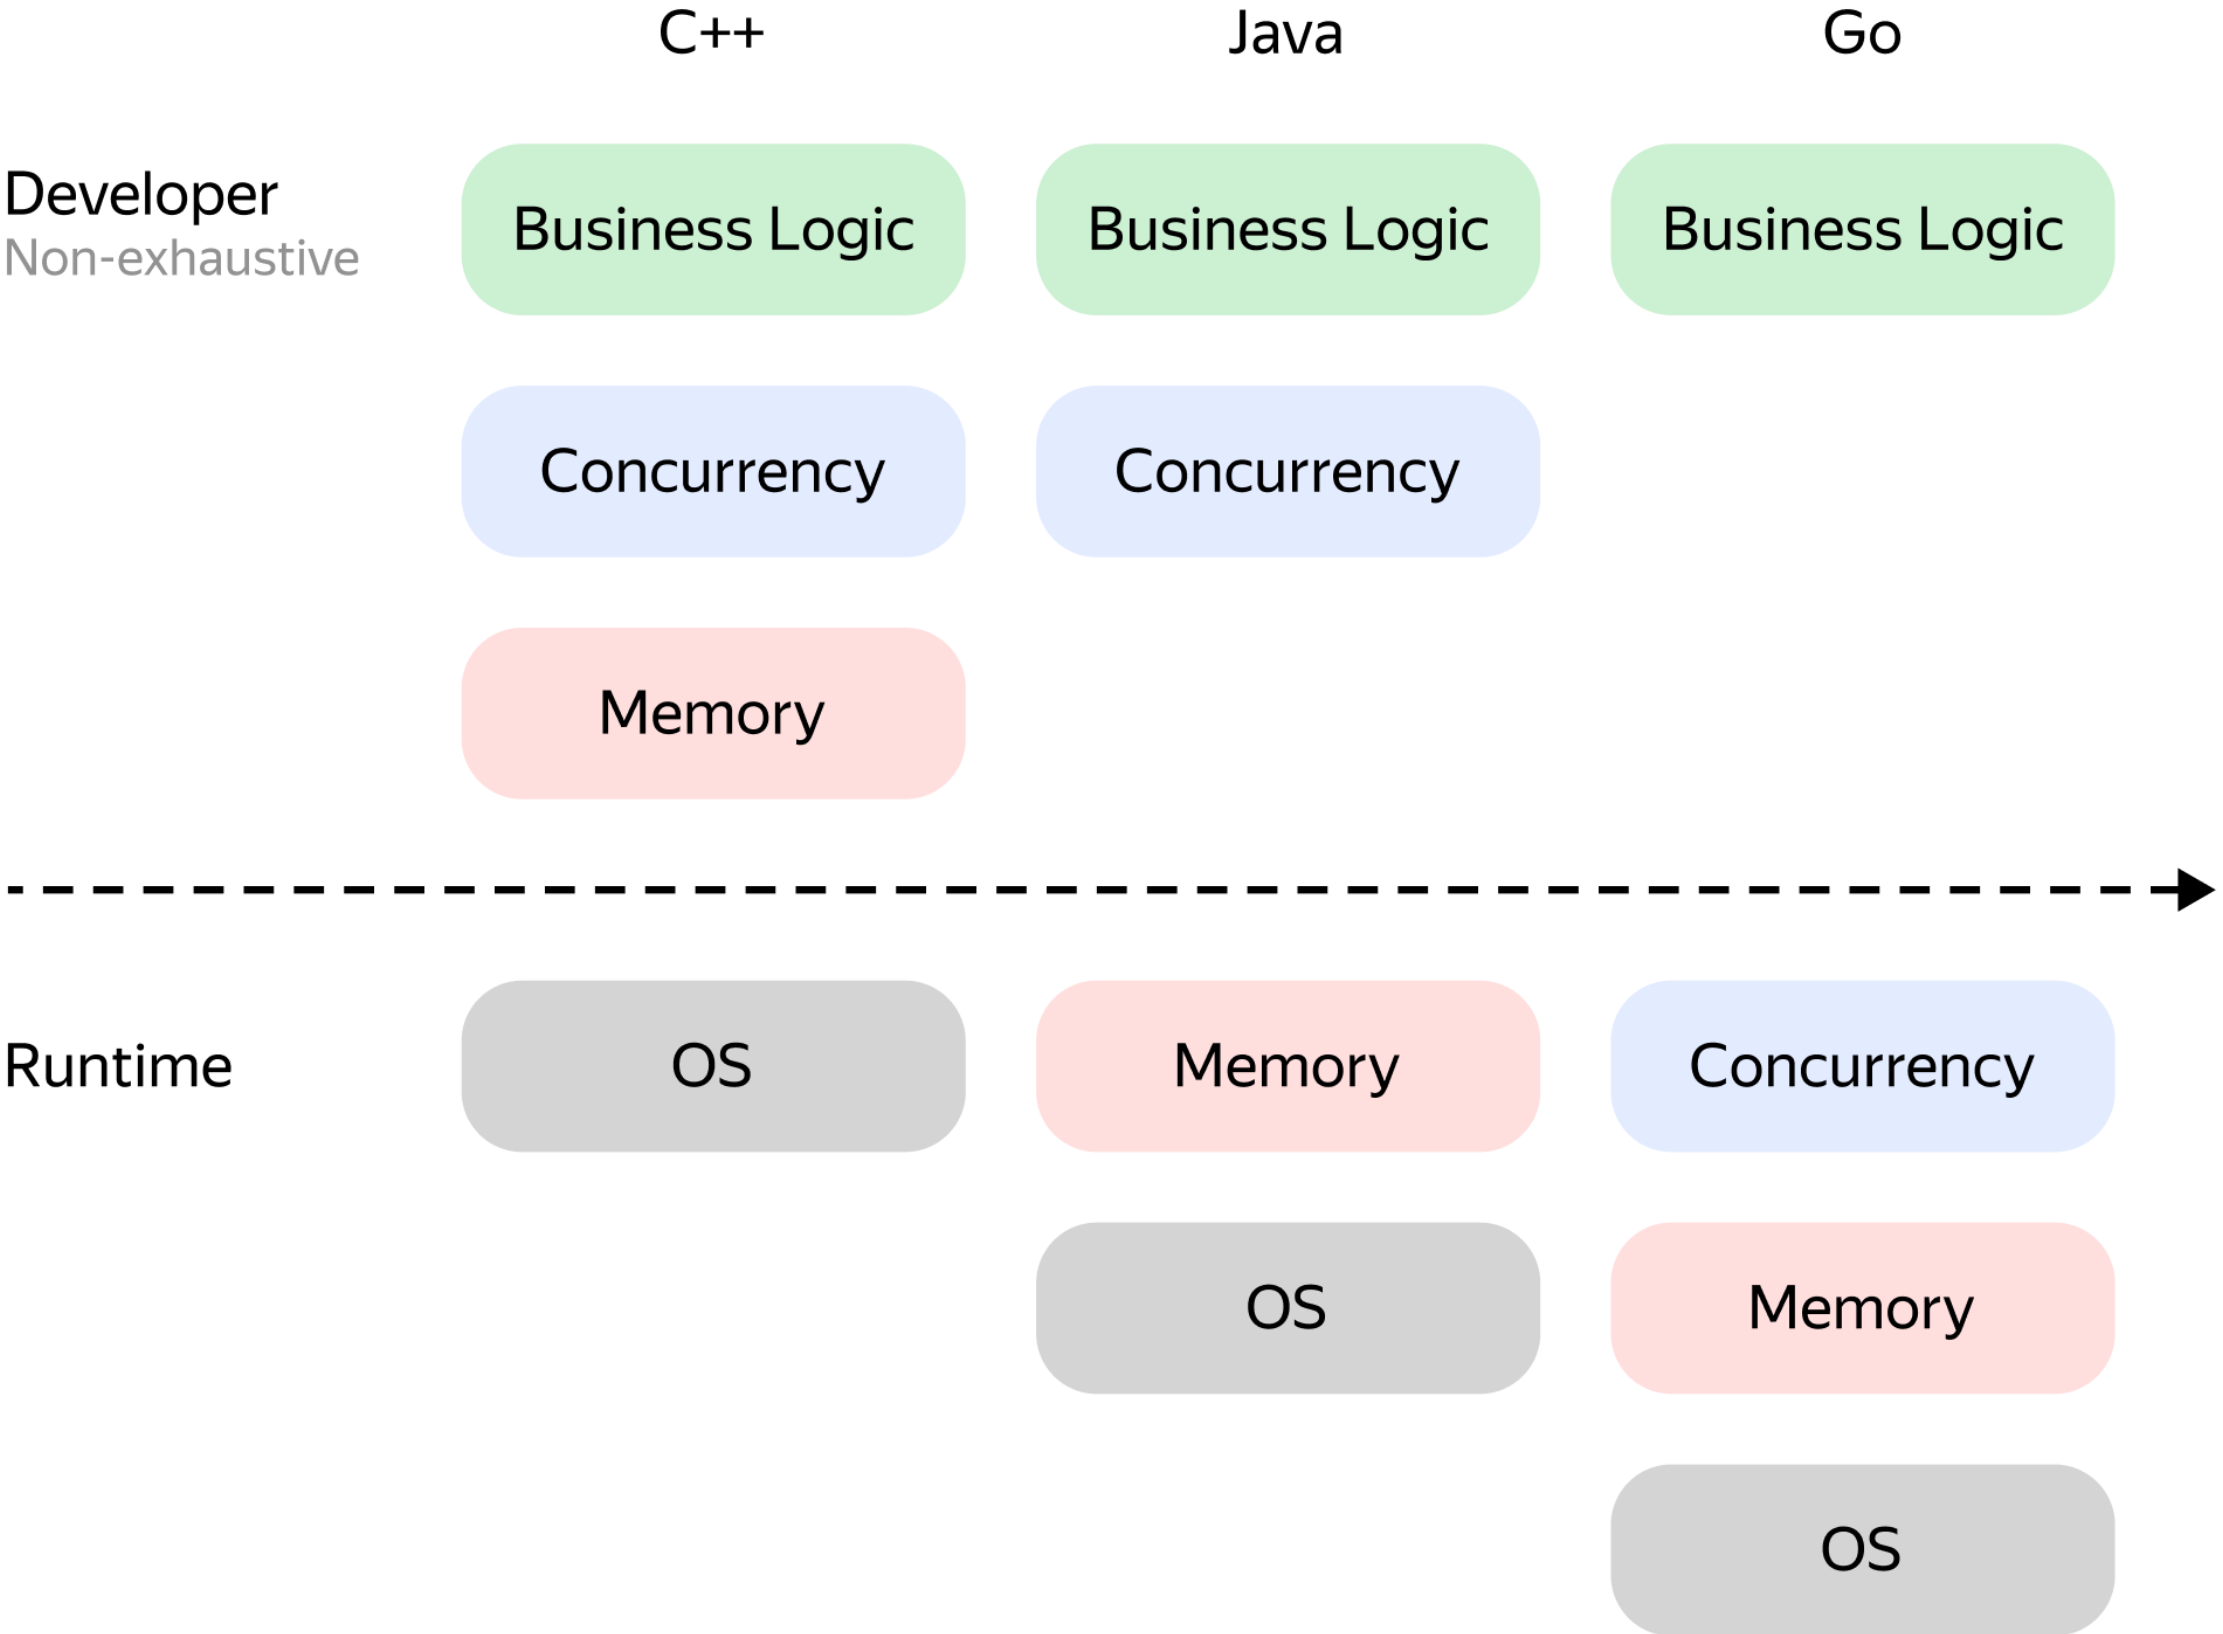 C++
Java
Go
Developer
Non-exhaustive
Business Logic
Business Logic
Business Logic
Concurrency
Concurrency
Memory
Runtime
OS
Memory
Concurrency
OS
Memory
OS